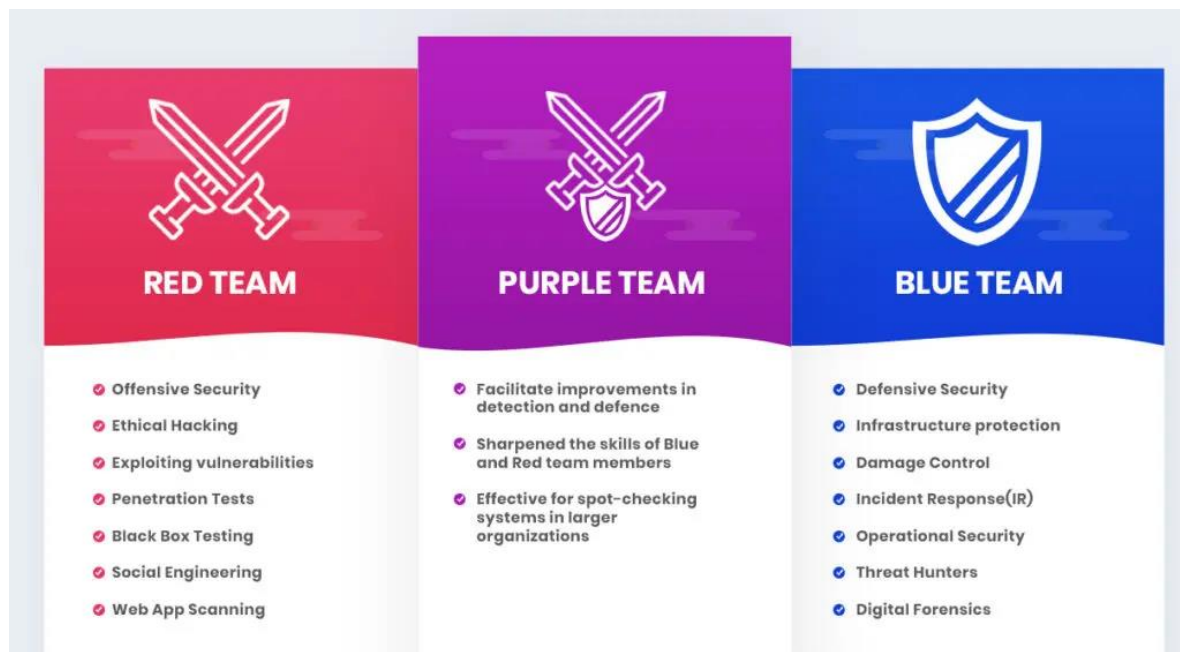 RED TEAM
Offensive Security
Ethical Hacking
Exploiting vulnerabilities
Penetration Tests
Black Box Testing
Social Engineering
Web App Scanning
PURPLE TEAM
Facilitate improvements in
detection and defence
Sharpened the skills of Blue
and Red team members
Effective for spot-checking
systems in larger
organizations
BLUE TEAM
Defensive Security
Infrastructure protection
Damage Control
Incident Response(IR)
Operational Security
Threat Hunters
Digital Forensics